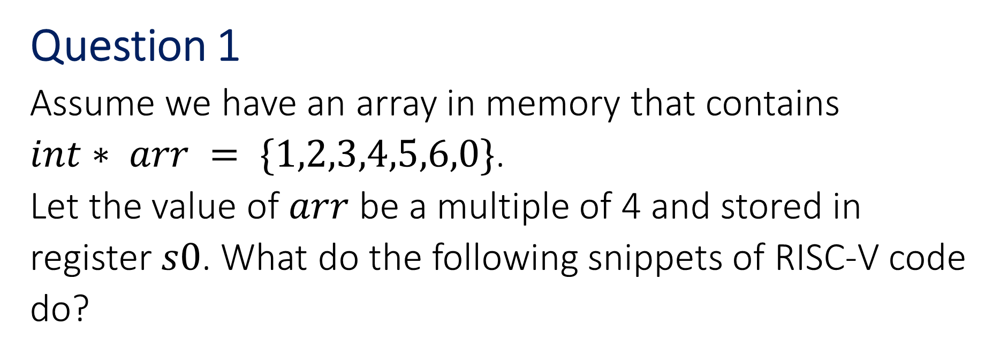 Question 1
Assume we have an array in memory that contains
int * arr = {1,2,3,4,5,6,0}.
Let the value of arr be a multiple of 4 and stored in
register s0. What do the following snippets of RISC-V code
do?